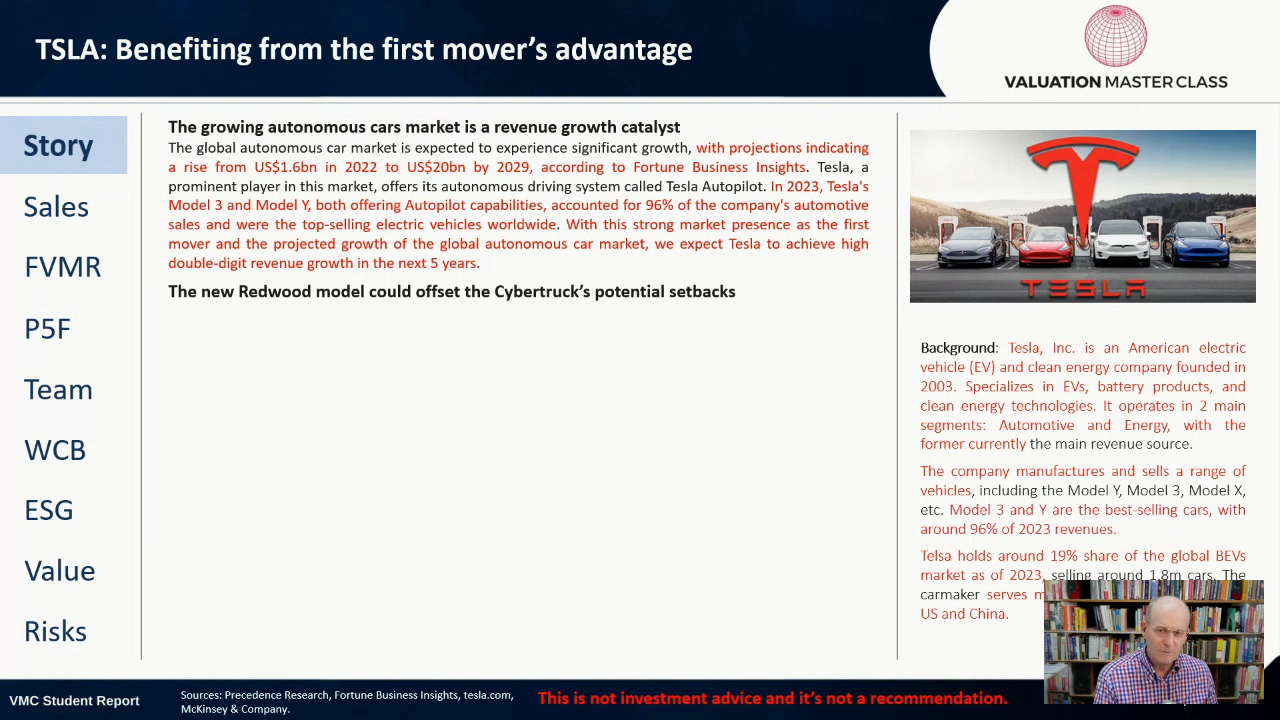 TSLA: Benefiting from the first mover's advantage
VALUATION MASTER CLASS
Story
Sales
FVMR
P5F
Team
WCB
ESG
Value
Risks
The growing autonomous cars market is a revenue growth catalyst
The global autonomous car market is expected to experience significant growth, with projections indicating
a rise from US$1.6bn in 2022 to US$20bn by 2029, according to Fortune Business Insights. Tesla, a
prominent player in this market, offers its autonomous driving system called Tesla Autopilot. In 2023, Tesla's
Model 3 and Model Y, both offering Autopilot capabilities, accounted for 96% of the company's automotive
sales and were the top-selling electric vehicles worldwide. With this strong market presence as the first
mover and the projected growth of the global autonomous car market, we expect Tesla to achieve high
double-digit revenue growth in the next 5 years.
The new Redwood model could offset the Cybertruck's potential setbacks
TESLA
Background: Tesla, Inc. is an American electric
vehicle (EV) and clean energy company founded in
2003. Specializes in EVs, battery products, and
clean energy technologies. It operates in 2 main
segments: Automotive and Energy, with the
former currently the main revenue source.
The company manufactures and sells a range of
vehicles, including the Model Y, Model 3, Model X,
etc. Model 3 and Y are the best-selling cars, with
around 96% of 2023 revenues.
Telsa holds around 19% share of the global BEVs
market as of 2023, selling around 1.8m cars. The
carmaker serves
US and China.
VMC Student Report
Sources: Precedence Research, Fortune Business Insights, tesla.com,
McKinsey & Company.
This is not investment advice and it's not a recommendation.